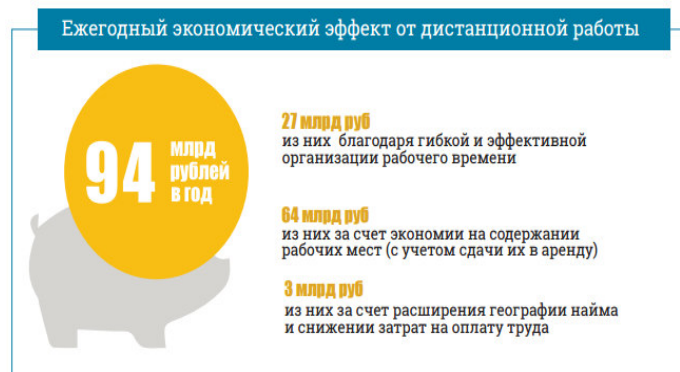 Ежегодный экономический эффект от дистанционной работы
94 млрд
рублей
в год
27 млрд руб
из них благодаря гибкой и эффективной
организации рабочего времени
64 млрд руб
из них за счет экономии на содержании
рабочих мест (с учетом сдачи их в аренду)
3 млрд руб
из них за счет расширения географии найма
и снижении затрат на оплату труда